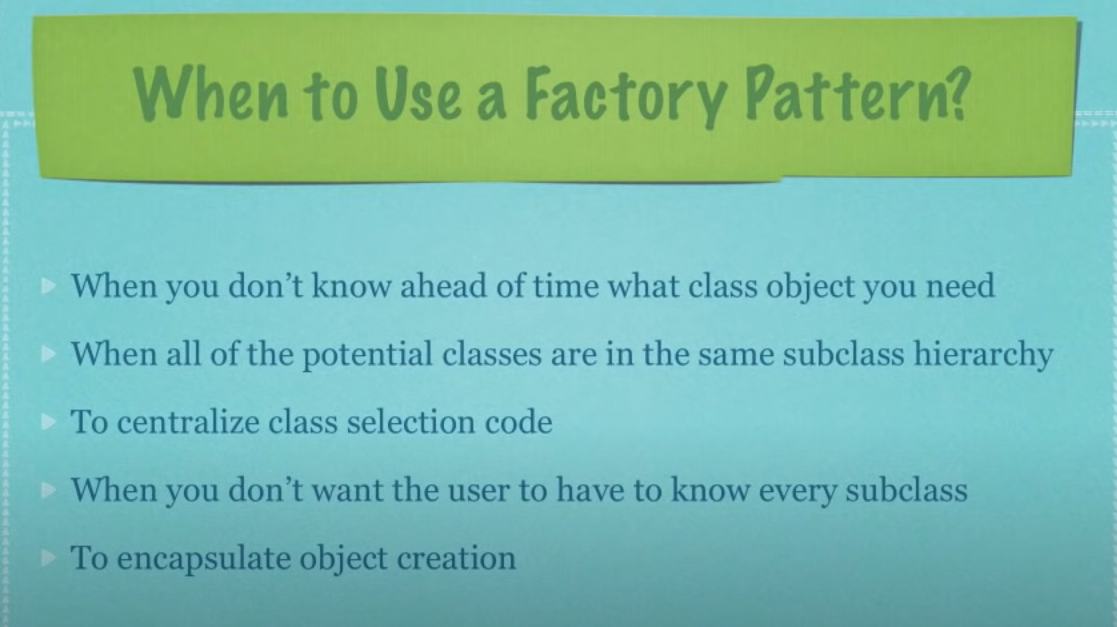 When to Use a Factory Pattern?
When you don’t know ahead of time what class object you need
When all of the potential classes are in the same subclass hierarchy
To centralize class selection code
When you don’t want the user to have to know every subclass
To encapsulate object creation